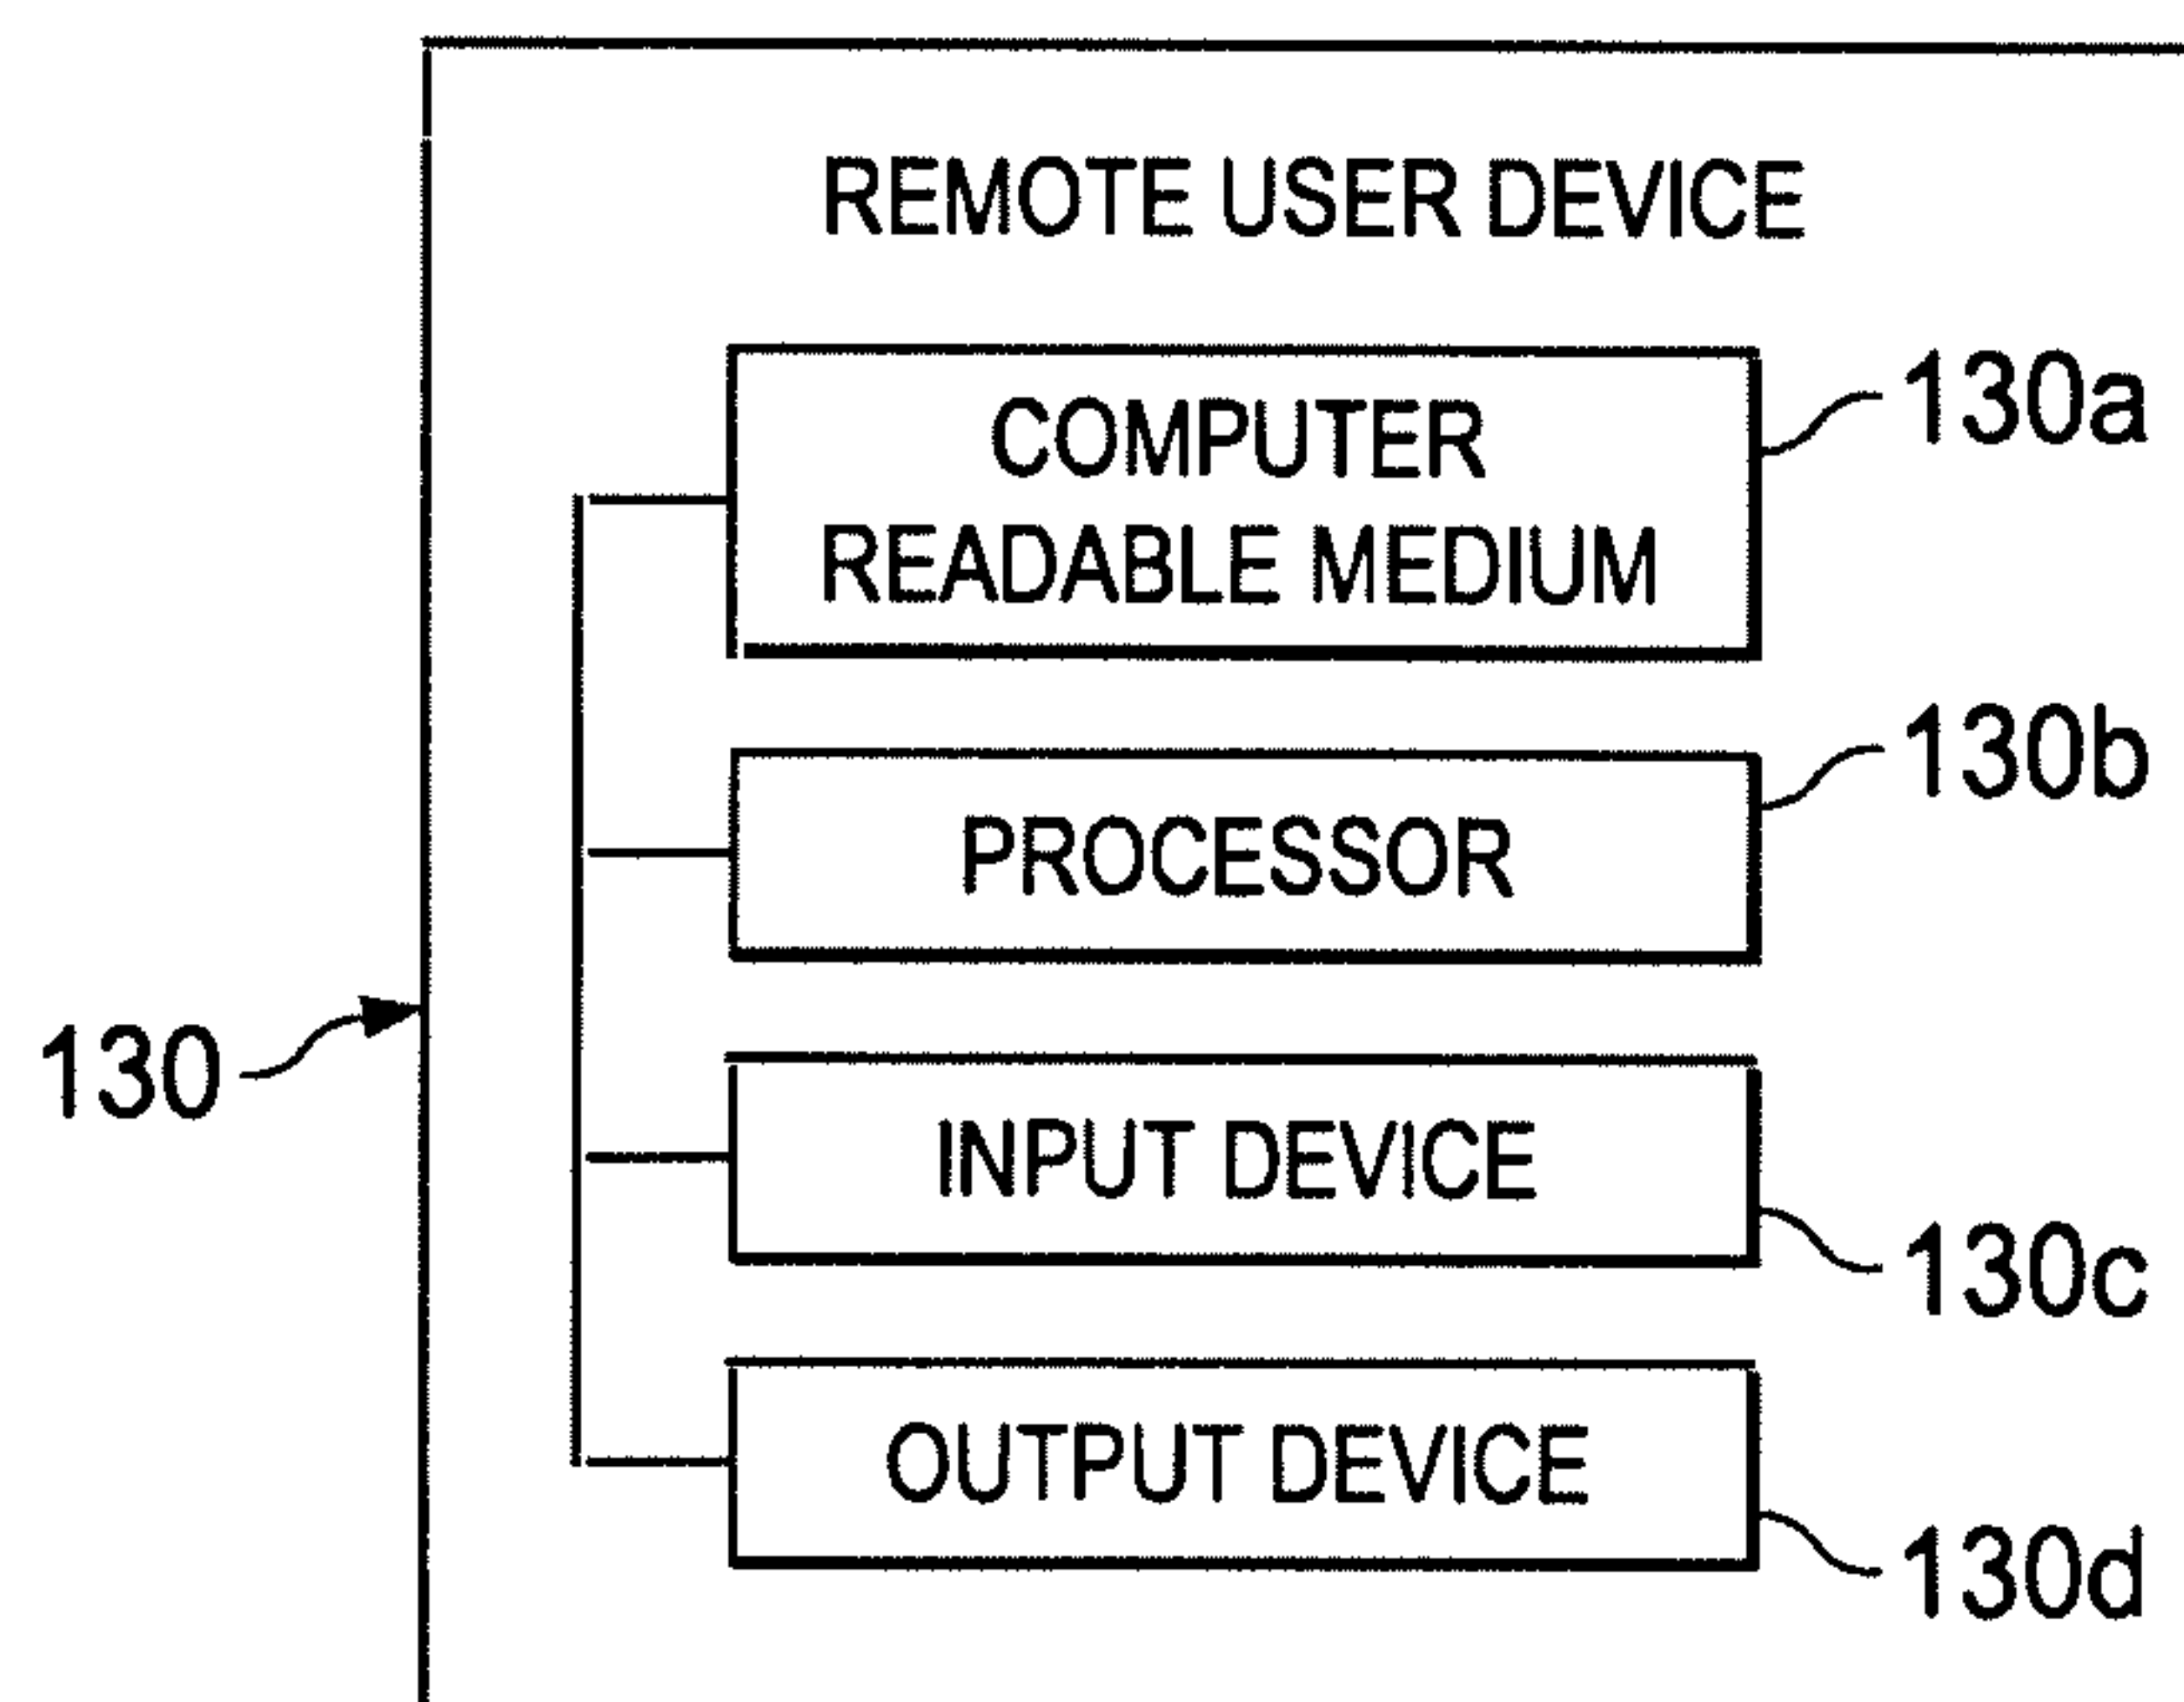 REMOTE USER DEVICE
COMPUTER
READABLE MEDIUM
130a
PROCESSOR
130b
130
INPUT DEVICE
130c
OUTPUT DEVICE
130d